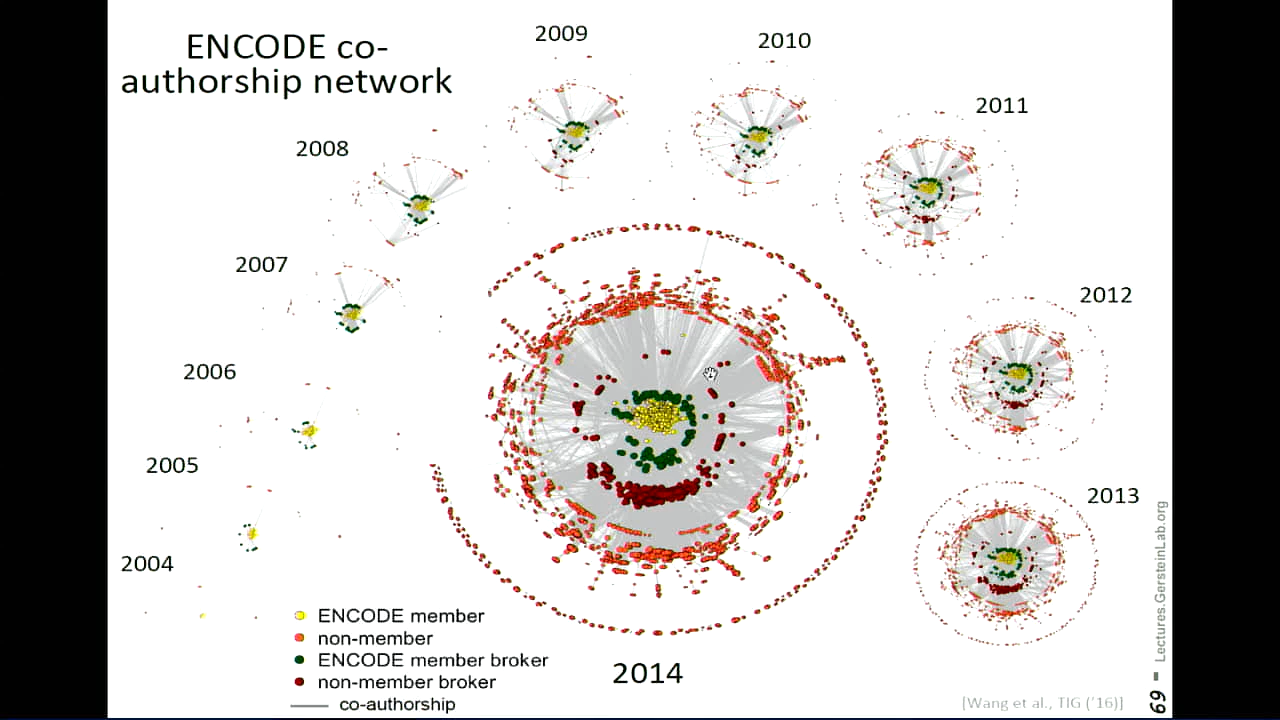 ENCODE co-
authorship network
2004
2005
2006
2007
2008
2009
2010
2011
2012
2013
2014
ENCODE member
non-member
ENCODE member broker
non-member broker
co-authorship
[Wang et al., TIG ('16)]
69 - Lectures.GersteinLab.org